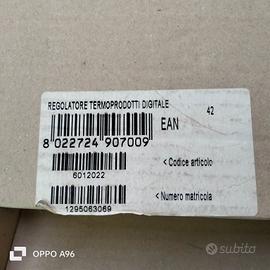 REGOLATORE TERMOPRODOTTI DIGITALE
42
8 022724 907009
EAN
< Codice articolo
6012022
< Numero matricola
1295063069
OPPO A96
subito